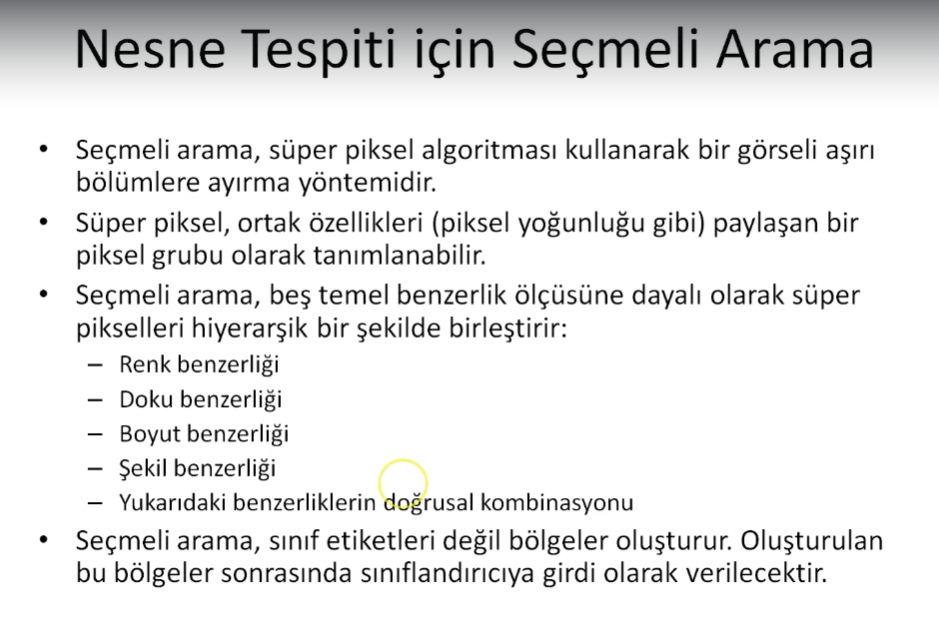 Nesne Tespiti için Seçmeli Arama
• Seçmeli arama, süper piksel algoritması kullanarak bir görseli aşırı
bölümlere ayırma yöntemidir.
• Süper piksel, ortak özellikleri (piksel yoğunluğu gibi) paylaşan bir
piksel grubu olarak tanımlanabilir.
• Seçmeli arama, beş temel benzerlik ölçüsüne dayalı olarak süper
pikselleri hiyerarşik bir şekilde birleştirir:
– Renk benzerliği
– Doku benzerliği
– Boyut benzerliği
– Şekil benzerliği
– Yukarıdaki benzerliklerin doğrusal kombinasyonu
• Seçmeli arama, sınıf etiketleri değil bölgeler oluşturur. Oluşturulan
bu bölgeler sonrasında sınıflandırıcıya girdi olarak verilecektir.